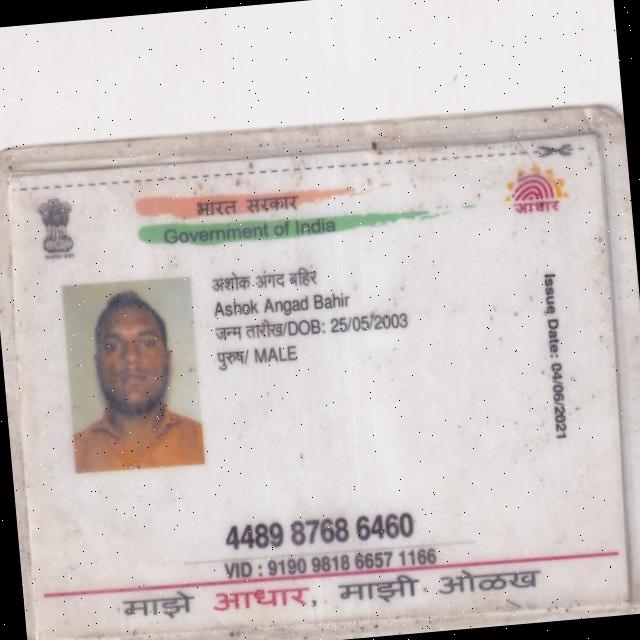 भारत सरकार
Government of India
आधार
अशोक अंगद बहिर
Ashok Angad Bahir
जन्म तारीख/DOB: 25/05/2003
पुरुष/ MALE
Issue Date: 04/06/2021
4489 8768 6460
VID : 9190 9818 6657 1166
माझे आधार, माझी ओळख